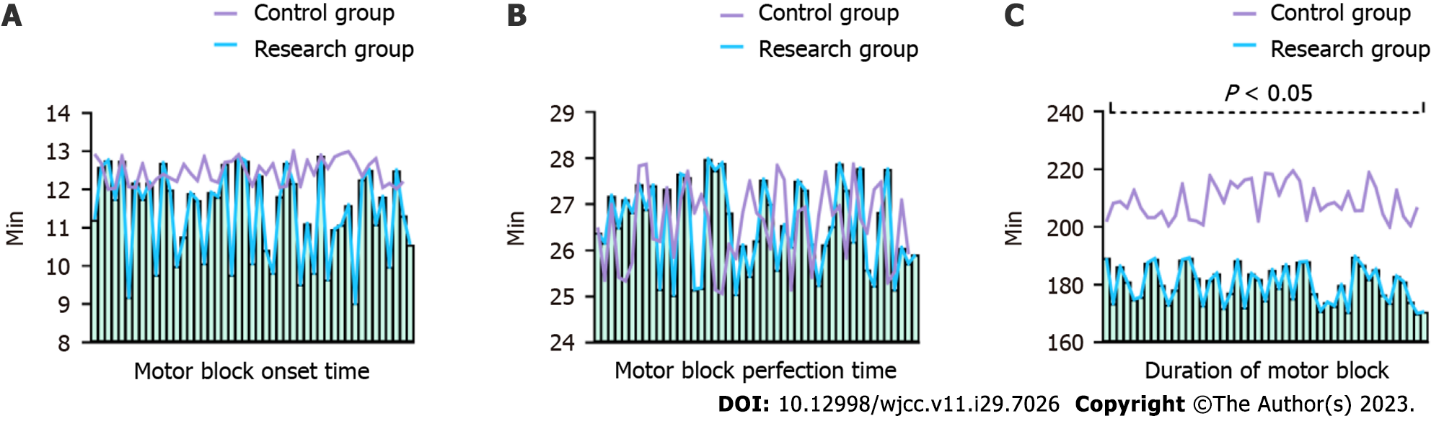 A
Control group
Research group
Min
14
13
12
11
10
9
8
Motor block onset time
B
Control group
Research group
Min
29
28
27
26
25
24
Motor block perfection time
C
Control group
Research group
P < 0.05
Min
240
220
200
180
160
Duration of motor block
DOI: 10.12998/wjcc.v11.i29.7026 Copyright ©The Author(s) 2023.